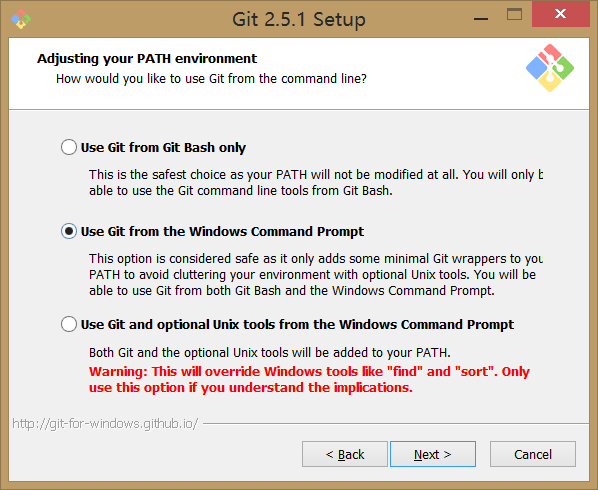 Git 2.5.1 Setup
Adjusting your PATH environment
How would you like to use Git from the command line?
Use Git from Git Bash only
This is the safest choice as your PATH will not be modified at all. You will only b
able to use the Git command line tools from Git Bash.
Use Git from the Windows Command Prompt
This option is considered safe as it only adds some minimal Git wrappers to you
PATH to avoid cluttering your environment with optional Unix tools. You will be
able to use Git from both Git Bash and the Windows Command Prompt.
Use Git and optional Unix tools from the Windows Command Prompt
Both Git and the optional Unix tools will be added to your PATH.
Warning: This will override Windows tools like "find" and "sort". Only
use this option if you understand the implications.
http://git-for-windows.github.io/
< Back Next > Cancel